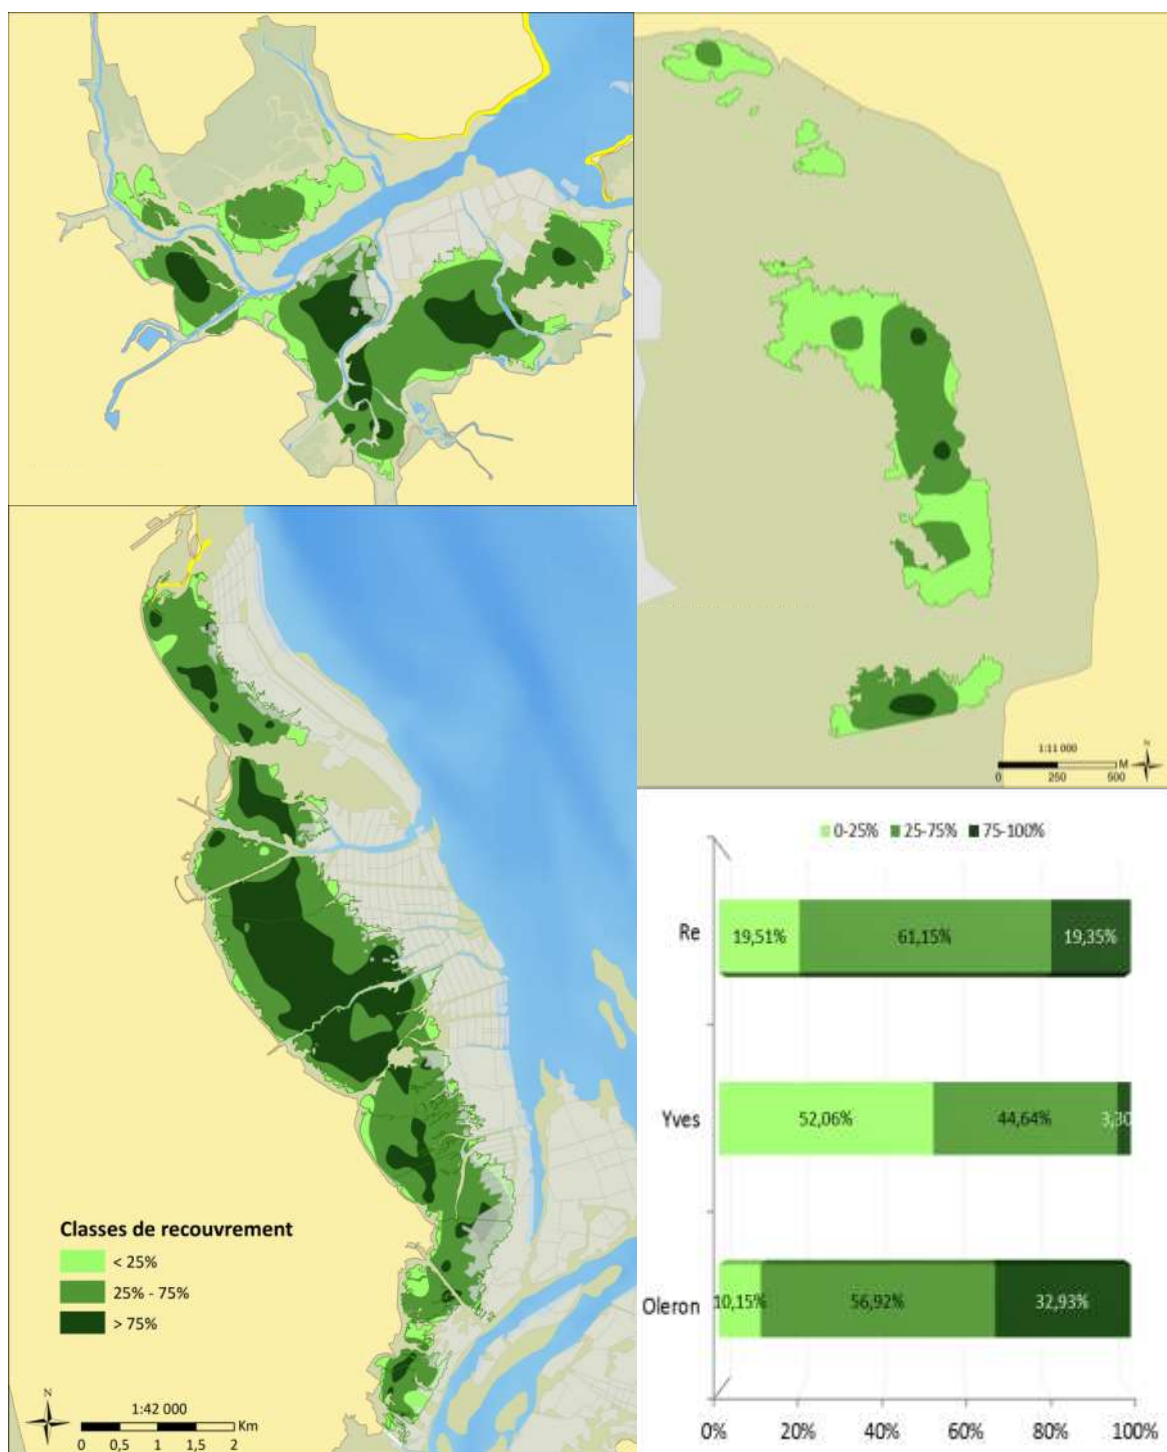 1:11 000
N
M
0 250 500
0-25% 25-75% 75-100%
Re 19,51% 61,15% 19,35%
Yves 52,06% 44,64% 3,30
Oleron 10,15% 56,92% 32,93%
0% 20% 40% 60% 80% 100%
Classes de recouvrement
< 25%
25% - 75%
> 75%
N
1:42 000
Km
0 0,5 1 1,5 2